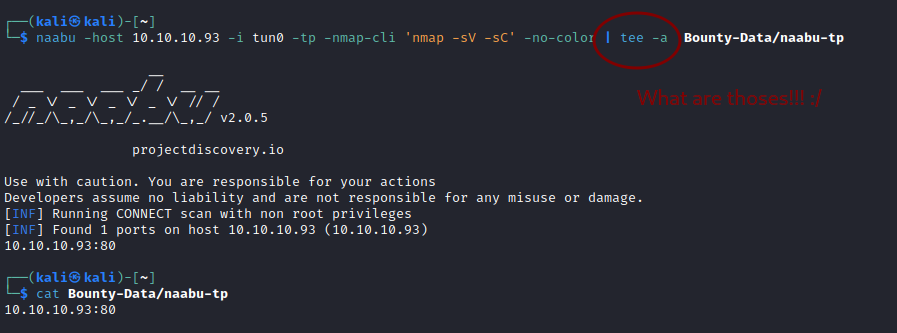 ┌──(kali㉿kali)-[~]
└─$ naabu -host 10.10.10.93 -i tun0 -tp -nmap-cli 'nmap -sV -sC' -no-color | tee -a Bounty-Data/naabu-tp
What are thoses!!! :/
                  __
  ___  ___  ___ _/ /  __ __
 / _ \/ _ \/ _ \/ _ \/ // /
/_//_/\_,_/\_,_/_.__/\_,_/ v2.0.5
projectdiscovery.io
Use with caution. You are responsible for your actions
Developers assume no liability and are not responsible for any misuse or damage.
[INF] Running CONNECT scan with non root privileges
[INF] Found 1 ports on host 10.10.10.93 (10.10.10.93)
10.10.10.93:80
┌──(kali㉿kali)-[~]
└─$ cat Bounty-Data/naabu-tp
10.10.10.93:80